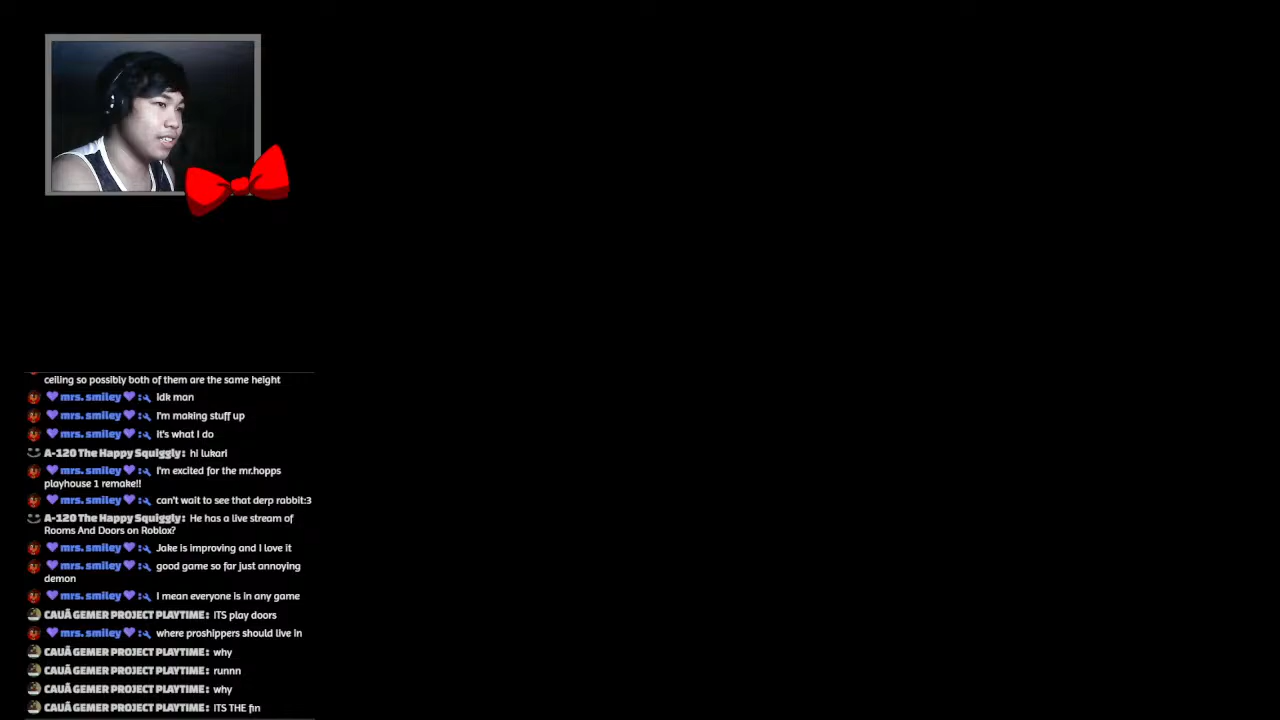 ceiling so possibly both of them are the same height
mrs. smiley : idk man
mrs. smiley : I'm making stuff up
mrs. smiley : it's what I do
A-120 The Happy Squiggly : hi lukari
mrs. smiley : I'm excited for the mr.hopps
playhouse 1 remake!!
mrs. smiley : can't wait to see that derp rabbit:3
A-120 The Happy Squiggly : He has a live stream of
Rooms And Doors on Roblox?
mrs. smiley : Jake is improving and I love it
mrs. smiley : good game so far just annoying
demon
mrs. smiley : I mean everyone is in any game
CAUÃ GEMER PROJECT PLAYTIME : ITS play doors
mrs. smiley : where proshippers should live in
CAUÃ GEMER PROJECT PLAYTIME : why
CAUÃ GEMER PROJECT PLAYTIME : runnn
CAUÃ GEMER PROJECT PLAYTIME : why
CAUÃ GEMER PROJECT PLAYTIME : ITS THE fin